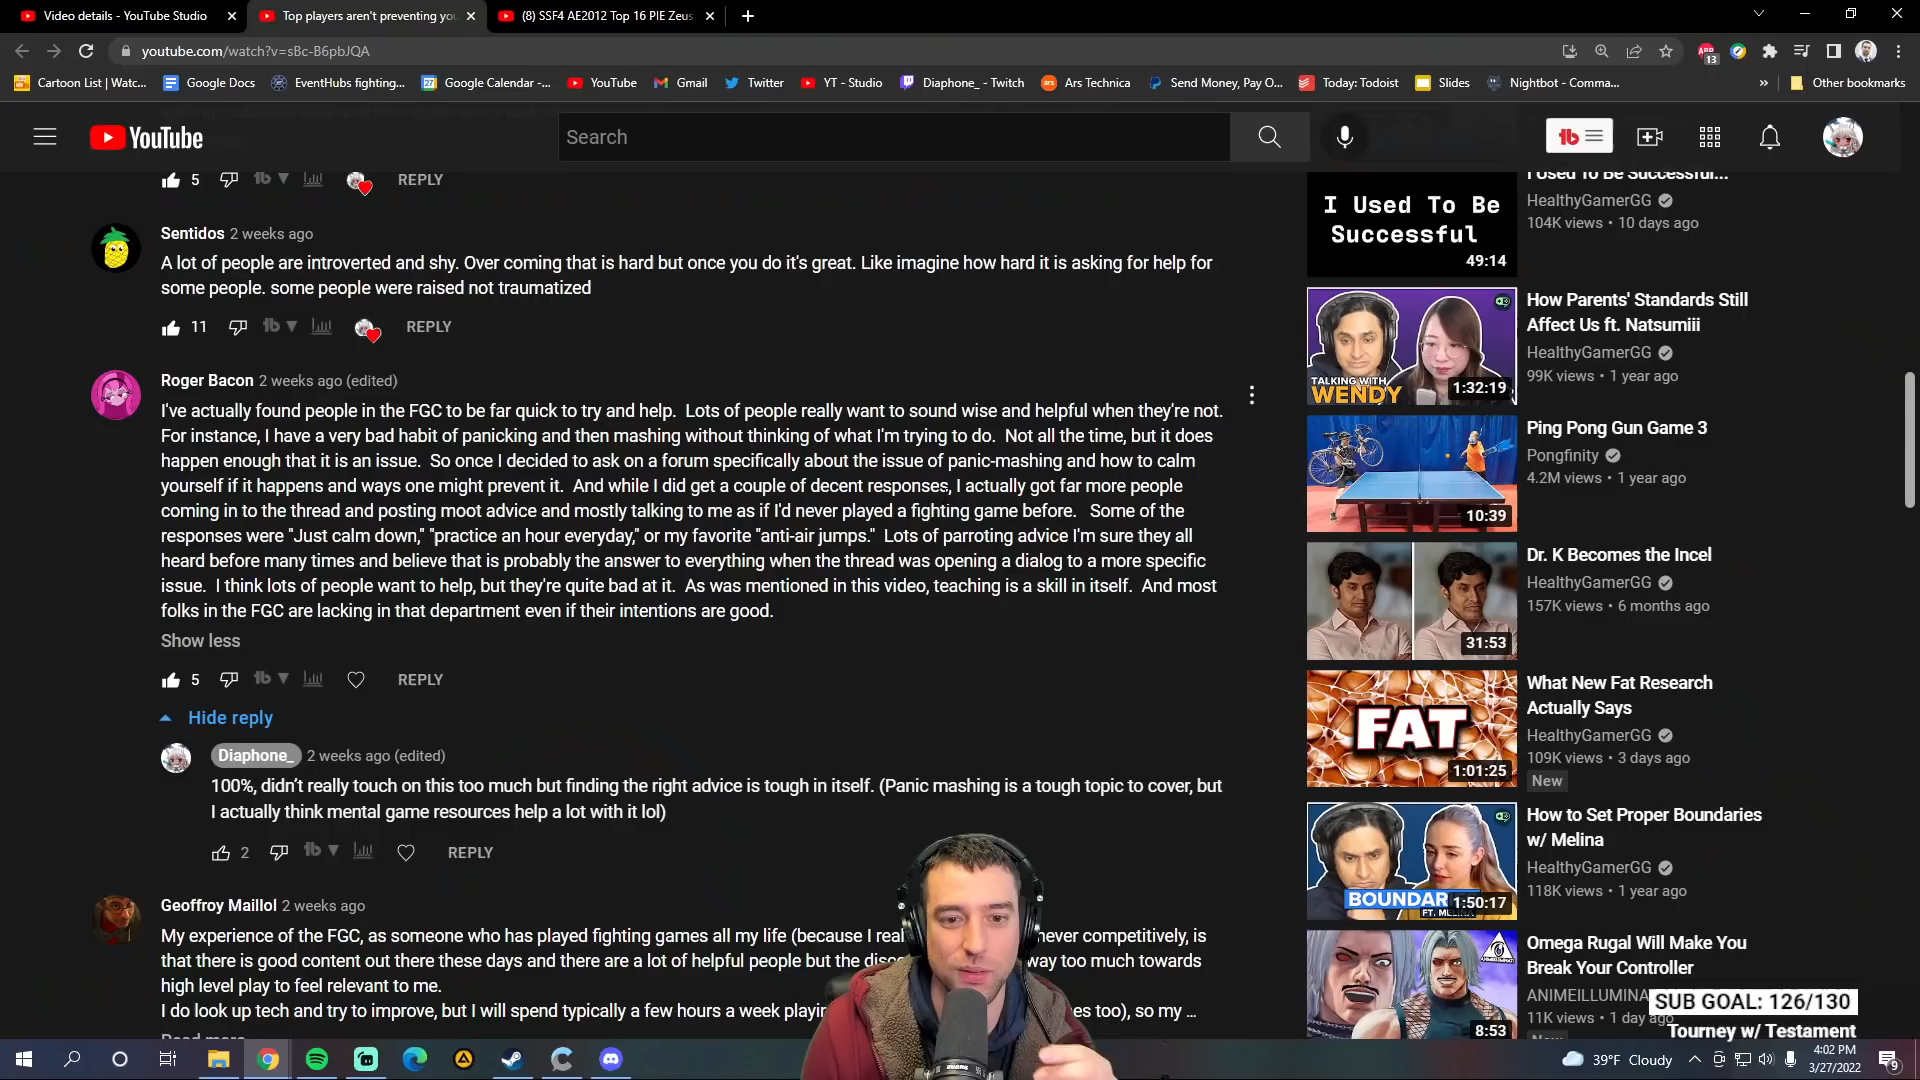 Video details - YouTube Studio
Top players aren't preventing you
(8) SSF4 AE2012 Top 16 PIE Zeus
youtube.com/watch?v=sBc-B6pbJQA
13
Cartoon List | Watc...
Google Docs
EventHubs fighting...
Google Calendar -...
YouTube
Gmail
Twitter
YT - Studio
Diaphone_ - Twitch
Ars Technica
Send Money, Pay O...
Today: Todoist
Slides
Nightbot - Comma...
»
Other bookmarks
YouTube
Search
tb
5
REPLY
Sentidos 2 weeks ago
A lot of people are introverted and shy. Over coming that is hard but once you do it's great. Like imagine how hard it is asking for help for
some people. some people were raised not traumatized
11
REPLY
Roger Bacon 2 weeks ago (edited)
I've actually found people in the FGC to be far quick to try and help. Lots of people really want to sound wise and helpful when they're not.
For instance, I have a very bad habit of panicking and then mashing without thinking of what I'm trying to do. Not all the time, but it does
happen enough that it is an issue. So once I decided to ask on a forum specifically about the issue of panic-mashing and how to calm
yourself if it happens and ways one might prevent it. And while I did get a couple of decent responses, I actually got far more people
coming in to the thread and posting moot advice and mostly talking to me as if I'd never played a fighting game before. Some of the
responses were "Just calm down," "practice an hour everyday," or my favorite "anti-air jumps." Lots of parroting advice I'm sure they all
heard before many times and believe that is probably the answer to everything when the thread was opening a dialog to a more specific
issue. I think lots of people want to help, but they're quite bad at it. As was mentioned in this video, teaching is a skill in itself. And most
folks in the FGC are lacking in that department even if their intentions are good.
Show less
5
REPLY
Hide reply
Diaphone_ 2 weeks ago (edited)
100%, didn't really touch on this too much but finding the right advice is tough in itself. (Panic mashing is a tough topic to cover, but
I actually think mental game resources help a lot with it lol)
2
REPLY
Geoffroy Maillol 2 weeks ago
My experience of the FGC, as someone who has played fighting games all my life (because I never competitively, is
that there is good content out there these days and there are a lot of helpful people but the way too much towards
high level play to feel relevant to me.
I do look up tech and try to improve, but I will spend typically a few hours a week too), so my ...
I Used To Be Successful...
HealthyGamerGG
104K views • 10 days ago
I Used To Be
Successful
49:14
How Parents' Standards Still
Affect Us ft. Natsumiii
HealthyGamerGG
99K views • 1 year ago
TALKING WITH
WENDY
1:32:19
Ping Pong Gun Game 3
Pongfinity
4.2M views • 1 year ago
10:39
Dr. K Becomes the Incel
HealthyGamerGG
157K views • 6 months ago
31:53
What New Fat Research
Actually Says
HealthyGamerGG
109K views • 3 days ago
New
FAT
1:01:25
How to Set Proper Boundaries
w/ Melina
HealthyGamerGG
118K views • 1 year ago
BOUNDAR
FT. MELINA
1:50:17
Omega Rugal Will Make You
Break Your Controller
ANIMEILLUMINA
11K views • 1 day ago
8:53
SUB GOAL: 126/130
Tourney w/ Testament
39°F Cloudy
4:02 PM
3/27/2022
9